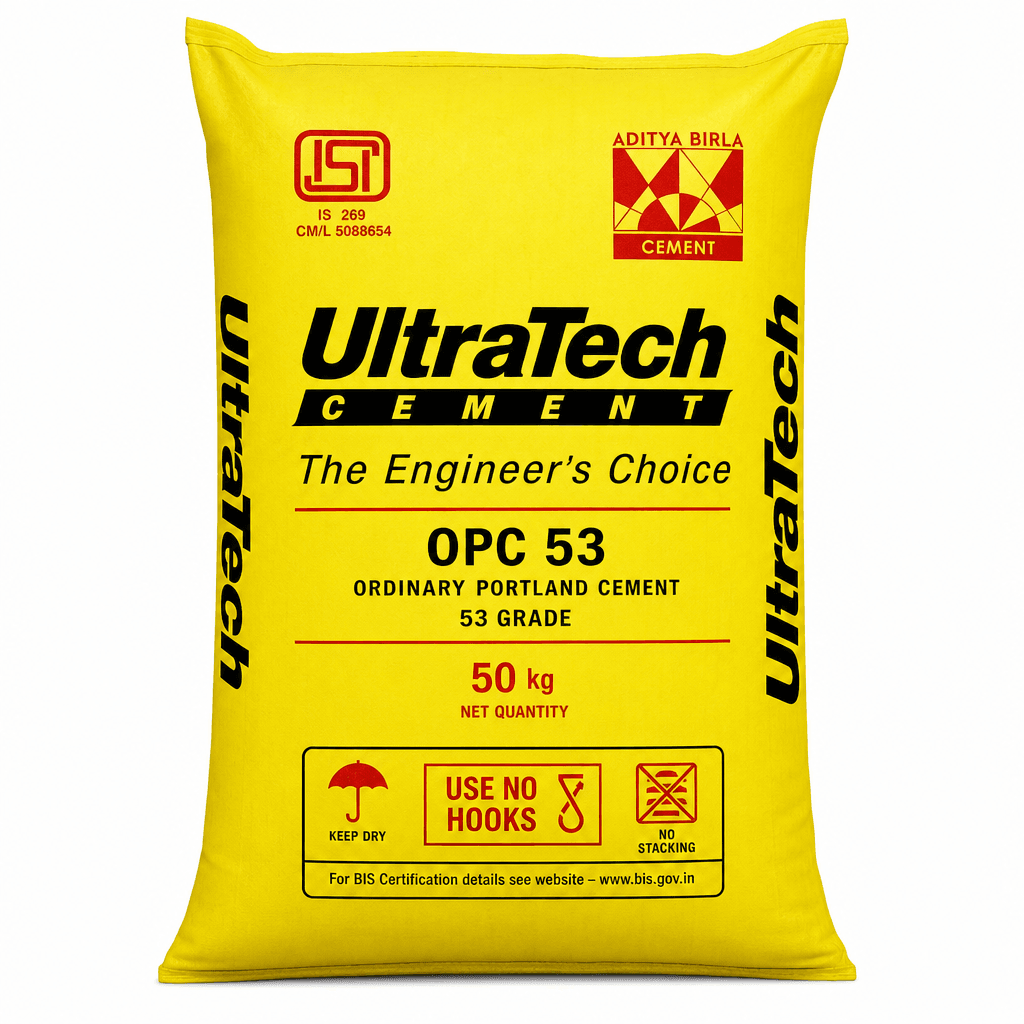 ISI
IS 269
CM/L 5088654
ADITYA BIRLA
CEMENT
UltraTech
CEMENT
The Engineer's Choice
OPC 53
ORDINARY PORTLAND CEMENT
53 GRADE
50 kg
NET QUANTITY
UltraTech
UltraTech
KEEP DRY
USE NO
HOOKS
NO
STACKING
For BIS Certification details see website – www.bis.gov.in